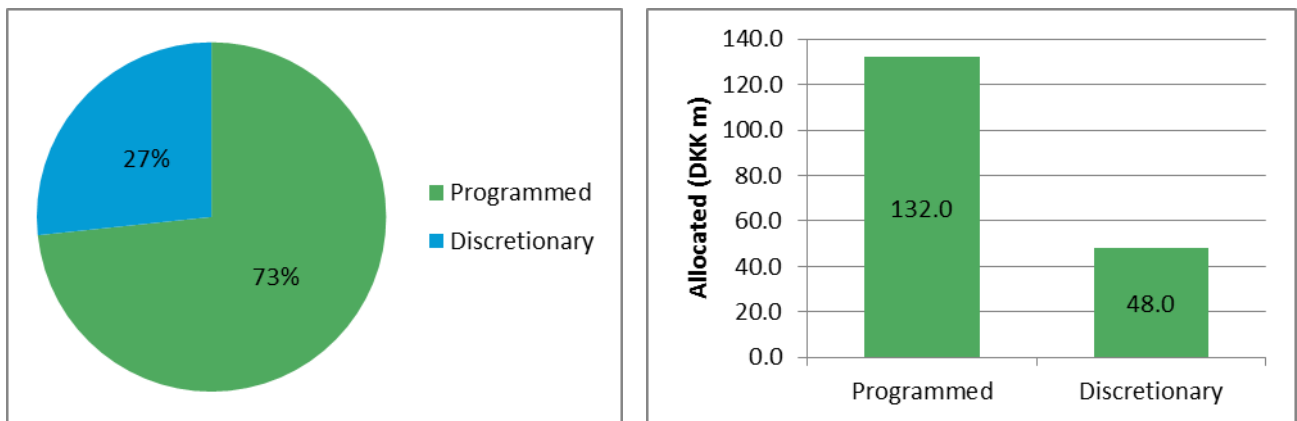 27%
73%
Programmed
Discretionary
Allocated (DKK m)
140.0
120.0
100.0
80.0
60.0
40.0
20.0
0.0
132.0
48.0
Programmed
Discretionary